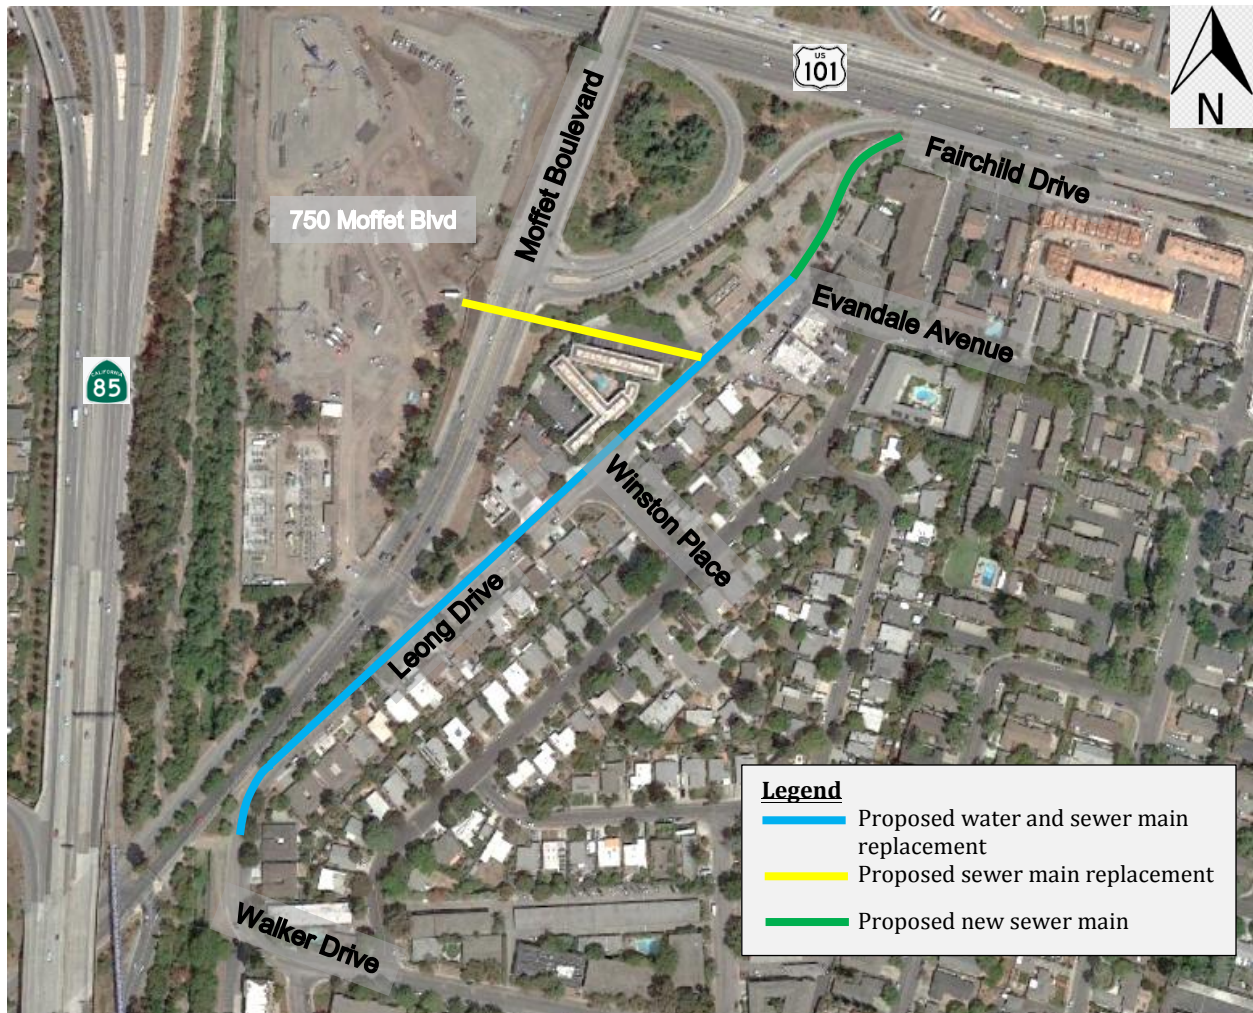 US
101
N
Fairchild Drive
Moffet Boulevard
750 Moffet Blvd
Evandale Avenue
CALIFORNIA
85
Winston Place
Leong Drive
Walker Drive
Legend
Proposed water and sewer main
replacement
Proposed sewer main replacement
Proposed new sewer main